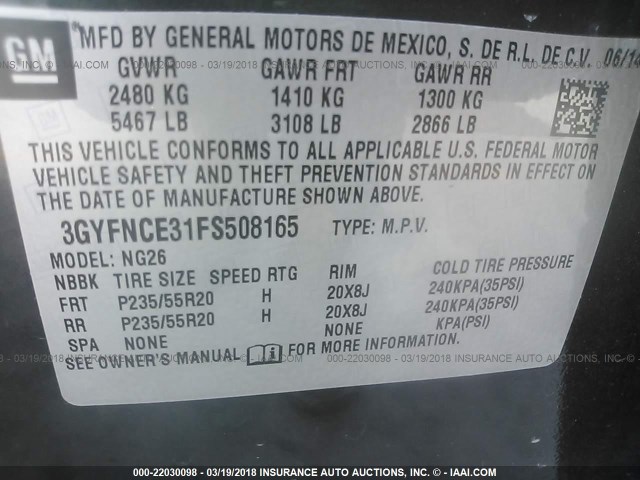 GM
MFD BY GENERAL MOTORS DE MEXICO, S. DE R.L. DE C.V. 06/14
GVWR GAWR FRT GAWR RR
2480 KG 1410 KG 1300 KG
5467 LB 3108 LB 2866 LB
THIS VEHICLE CONFORMS TO ALL APPLICABLE U.S. FEDERAL MOTOR
VEHICLE SAFETY AND THEFT PREVENTION STANDARDS IN EFFECT
ON THE DATE OF MANUFACTURE SHOWN ABOVE.
3GYFNCE31FS508165 TYPE: M.P.V.
MODEL: NG26
NBBK TIRE SIZE SPEED RTG RIM COLD TIRE PRESSURE
FRT P235/55R20 H 20X8J 240KPA(35PSI)
RR P235/55R20 H 20X8J 240KPA(35PSI)
SPA NONE NONE KPA(PSI)
SEE OWNER'S MANUAL FOR MORE INFORMATION.
000-22030098 - 03/19/2018 INSURANCE AUTO AUCTIONS, INC. © - IAAI.COM